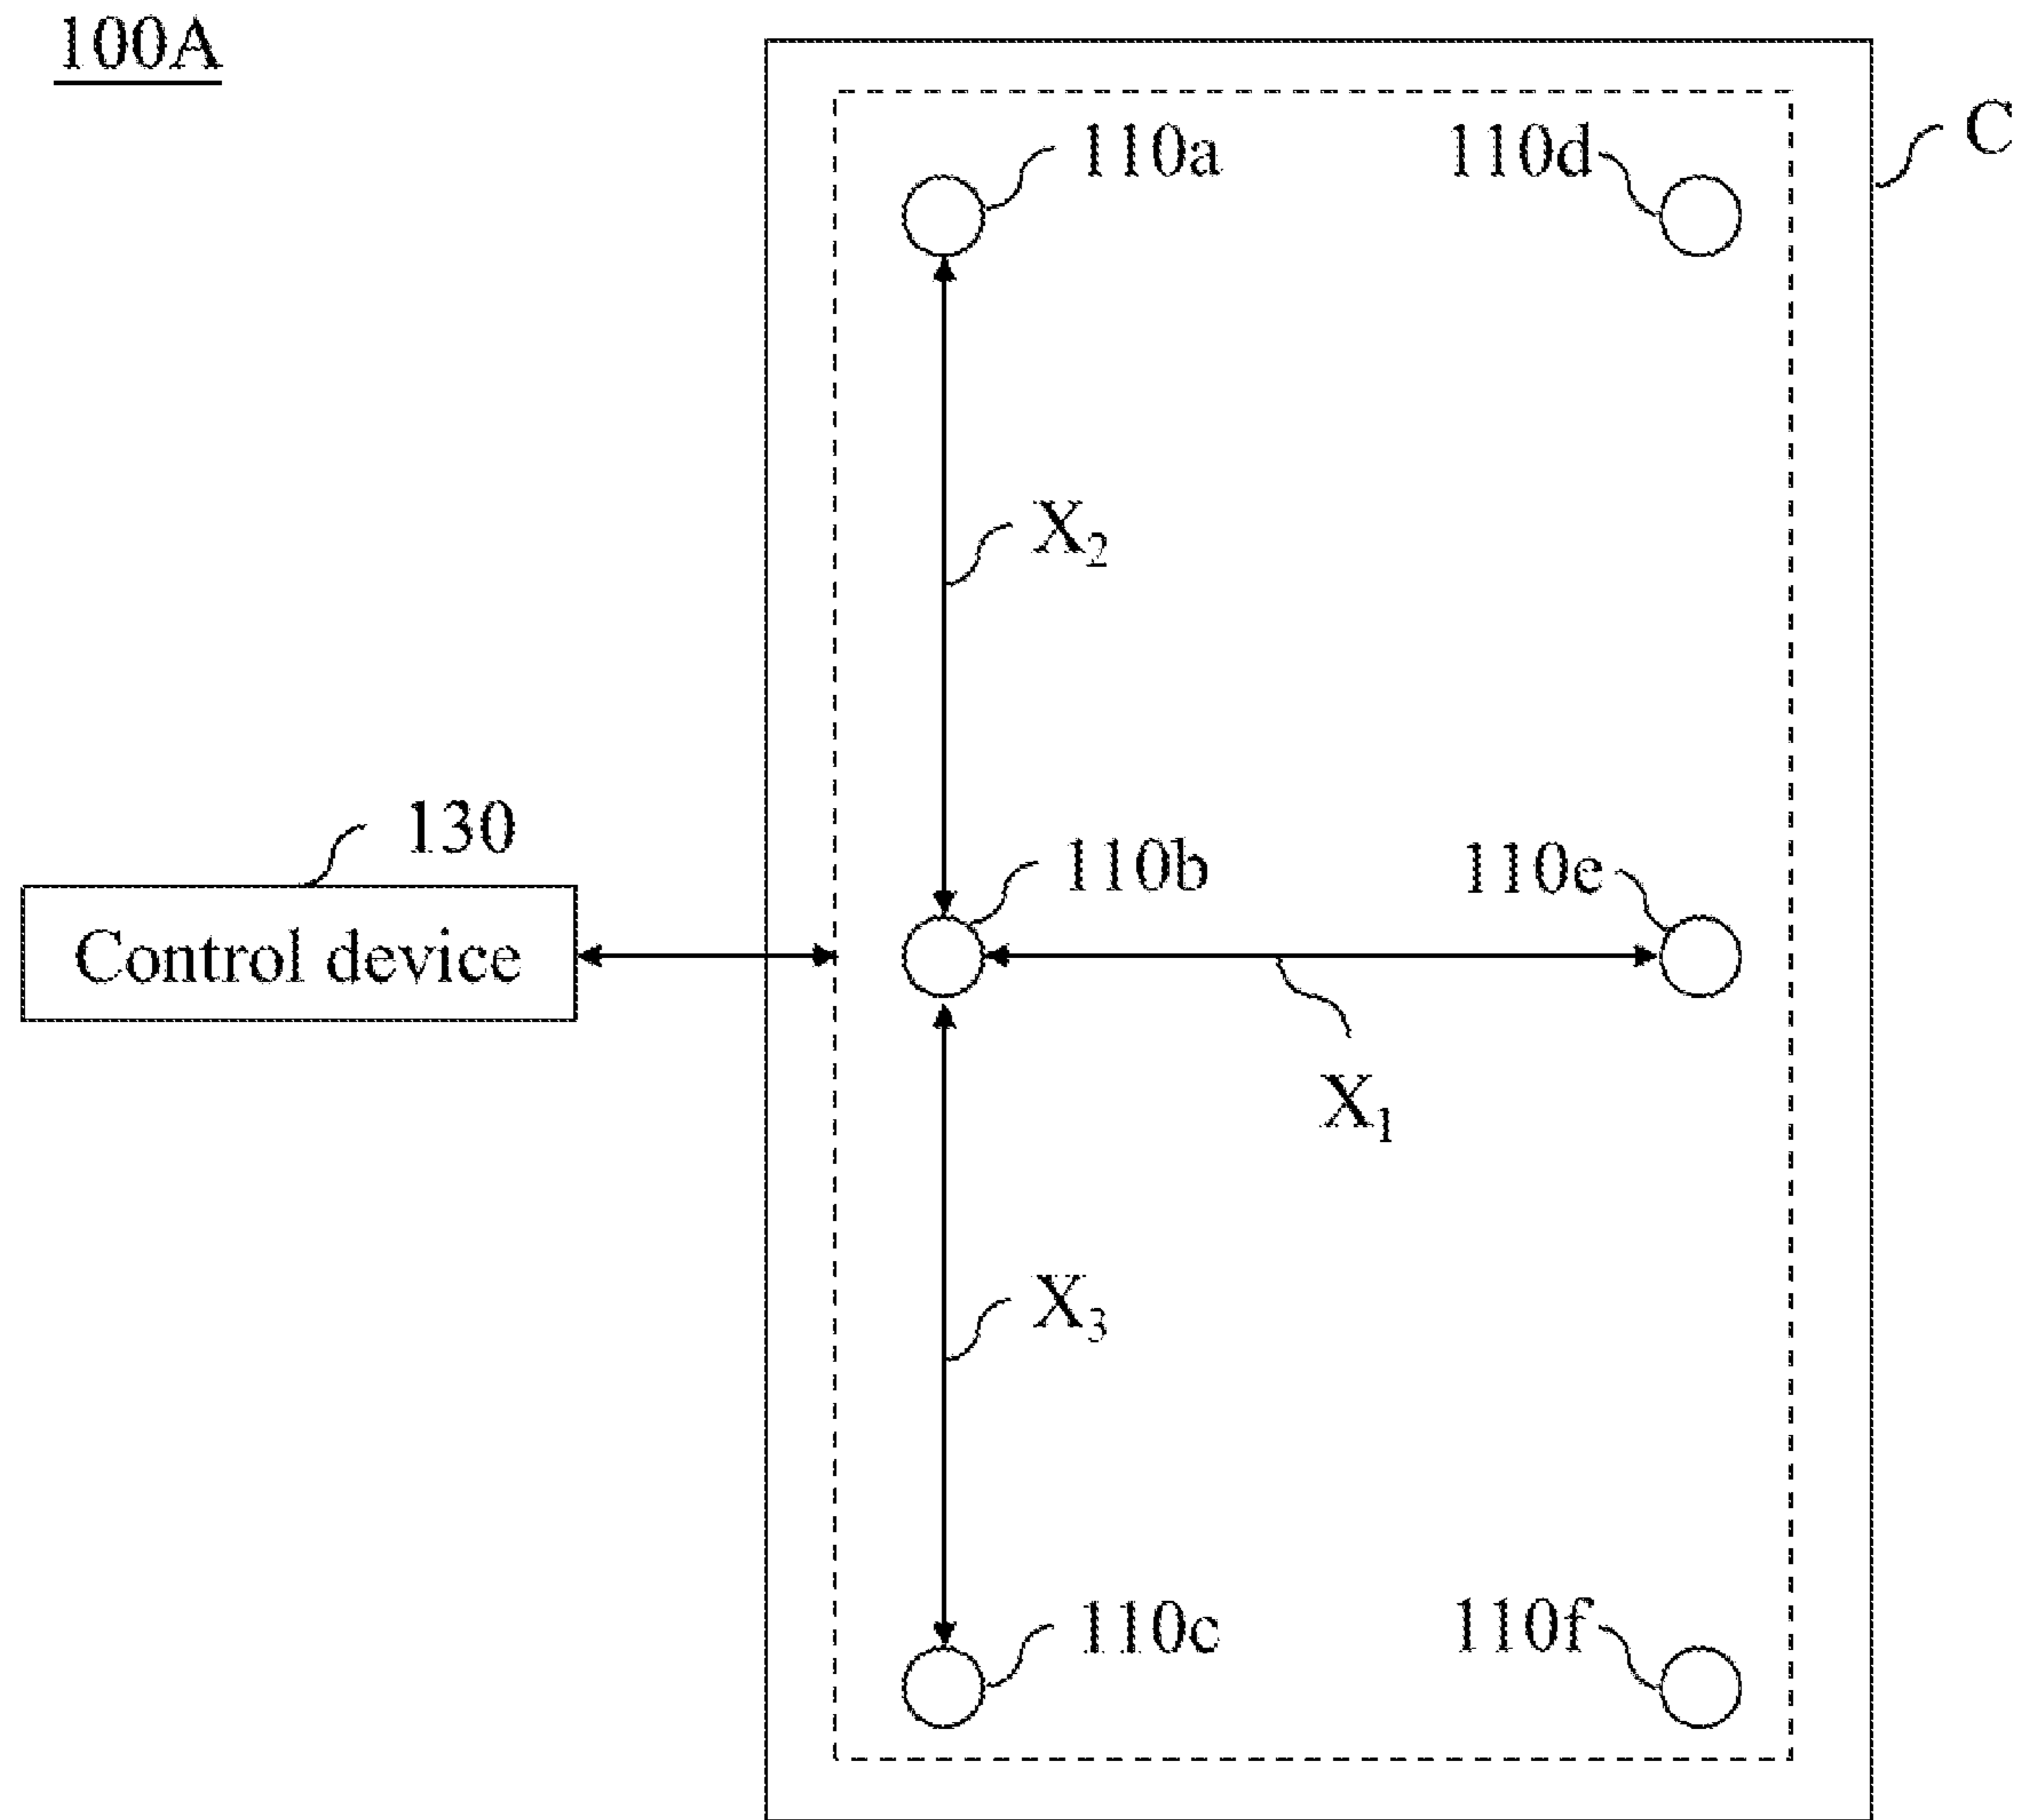 100A
C
110a
110d
X₂
130
110b
110e
Control device
X₁
X₃
110c
110f